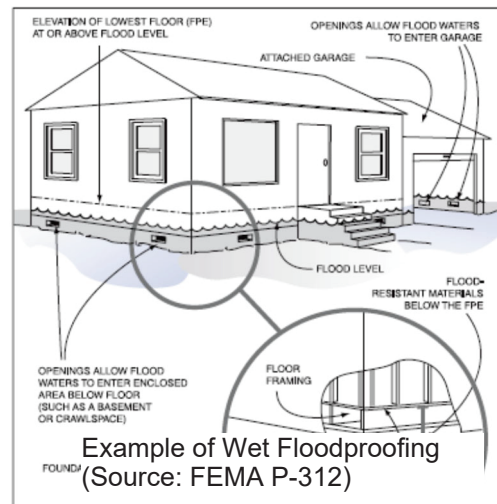 ELEVATION OF LOWEST FLOOR (FPE)
AT OR ABOVE FLOOD LEVEL
OPENINGS ALLOW FLOOD WATERS
TO ENTER GARAGE
ATTACHED GARAGE
FLOOD LEVEL
FLOOD-
RESISTANT MATERIALS
BELOW THE FPE
OPENINGS ALLOW FLOOD
WATERS TO ENTER ENCLOSED
AREA BELOW FLOOR
(SUCH AS A BASEMENT
OR CRAWLSPACE)
FLOOR
FRAMING
Example of Wet Floodproofing
(Source: FEMA P-312)